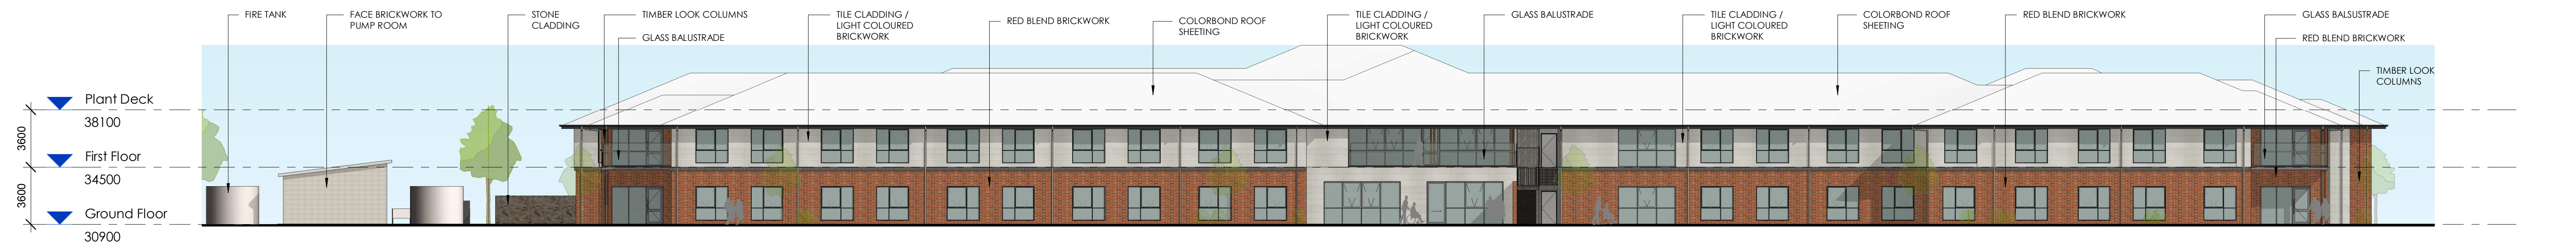 FIRE TANK
FACE BRICKWORK TO
PUMP ROOM
STONE
CLADDING
TIMBER LOOK COLUMNS
GLASS BALUSTRADE
TILE CLADDING /
LIGHT COLOURED
BRICKWORK
RED BLEND BRICKWORK
COLORBOND ROOF
SHEETING
TILE CLADDING /
LIGHT COLOURED
BRICKWORK
GLASS BALUSTRADE
TILE CLADDING /
LIGHT COLOURED
BRICKWORK
COLORBOND ROOF
SHEETING
RED BLEND BRICKWORK
GLASS BALSUSTRADE
RED BLEND BRICKWORK
TIMBER LOOK
COLUMNS
Plant Deck
38100
3600
First Floor
34500
3600
Ground Floor
30900